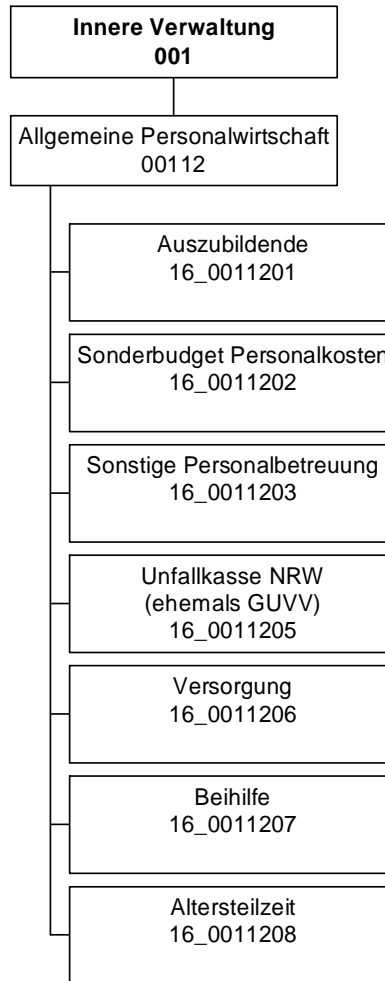 Innere Verwaltung
001
Allgemeine Personalwirtschaft
00112
Auszubildende
16_0011201
Sonderbudget Personalkosten
16_0011202
Sonstige Personalbetreuung
16_0011203
Unfallkasse NRW
(ehemals GUVV)
16_0011205
Versorgung
16_0011206
Beihilfe
16_0011207
Altersteilzeit
16_0011208